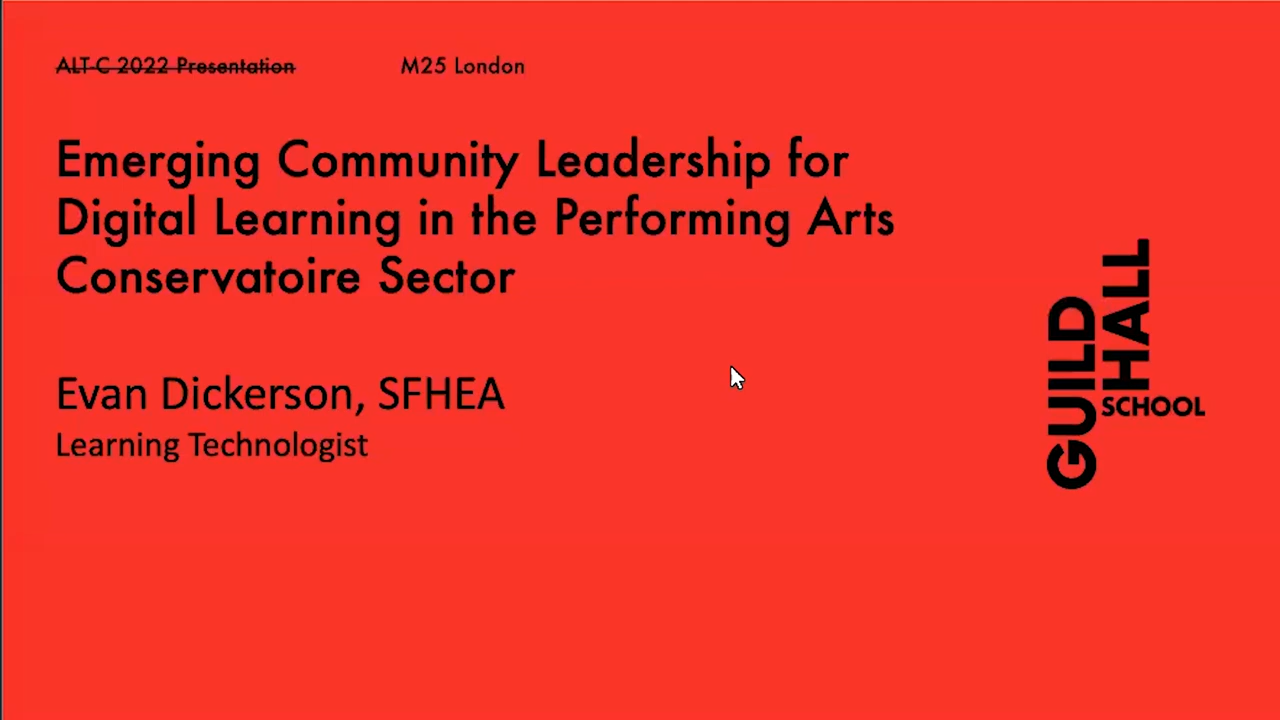 ALT-C 2022 Presentation
M25 London
Emerging Community Leadership for
Digital Learning in the Performing Arts
Conservatoire Sector
Evan Dickerson, SFHEA
Learning Technologist
GUILD
HALL
SCHOOL